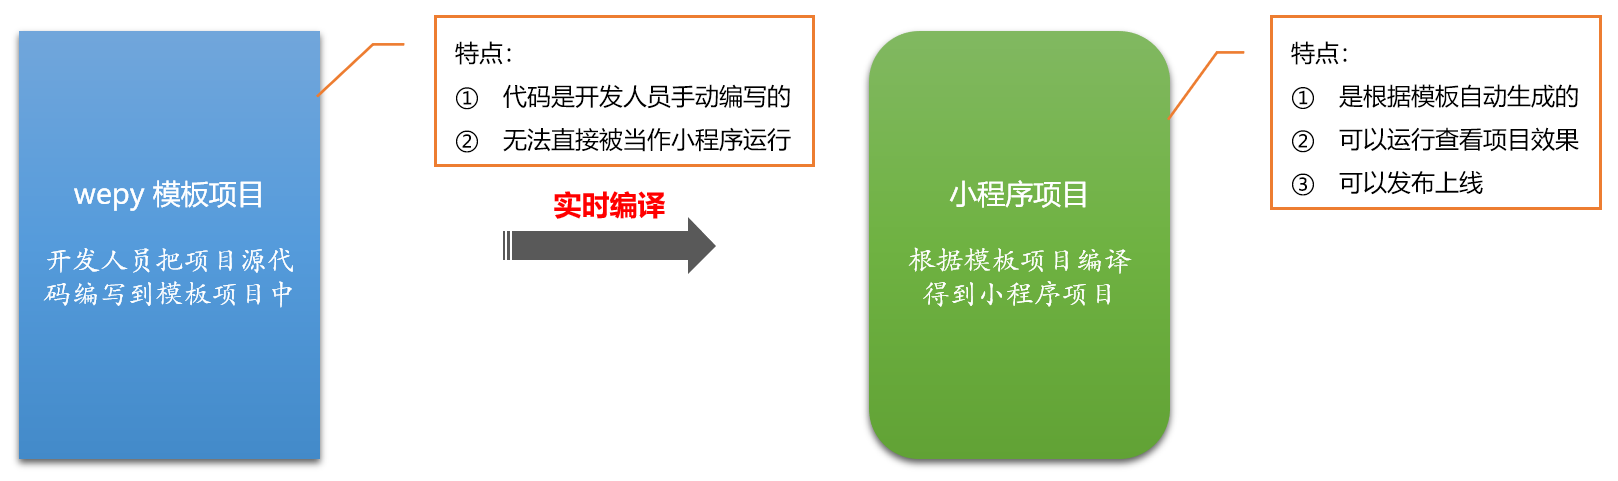 wepy 模板项目
开发人员把项目源代
码编写到模板项目中
特点：
① 代码是开发人员手动编写的
② 无法直接被当作小程序运行
实时编译
小程序项目
根据模板项目编译
得到小程序项目
特点：
① 是根据模板自动生成的
② 可以运行查看项目效果
③ 可以发布上线